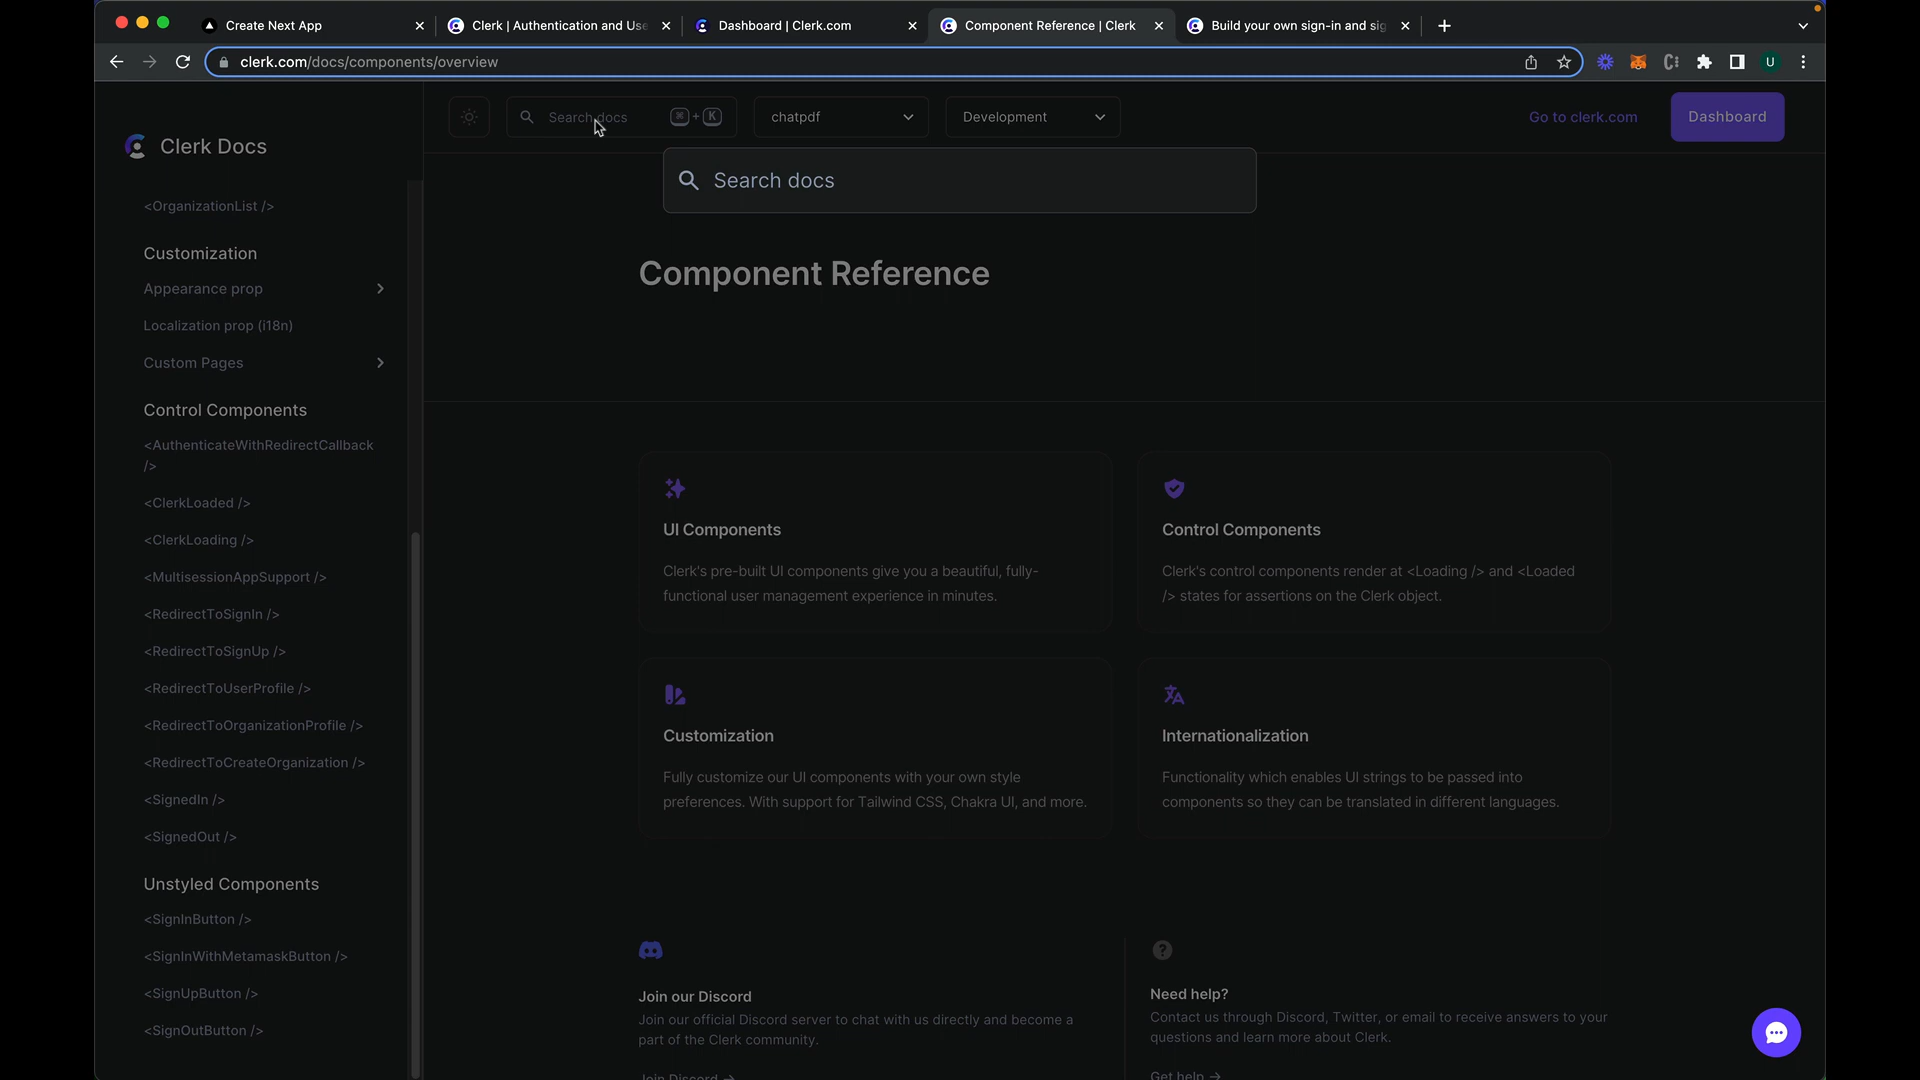 Create Next App
Clerk | Authentication and Use
Dashboard | Clerk.com
Component Reference | Clerk
Build your own sign-in and sig
clerk.com/docs/components/overview
U
Clerk Docs
Search docs
⌘ + K
chatpdf
Development
Go to clerk.com
Dashboard
Search docs
<OrganizationList />
Customization
Appearance prop
Localization prop (i18n)
Custom Pages
Control Components
<AuthenticateWithRedirectCallback
/>
<ClerkLoaded />
<ClerkLoading />
<MultisessionAppSupport />
<RedirectToSignIn />
<RedirectToSignUp />
<RedirectToUserProfile />
<RedirectToOrganizationProfile />
<RedirectToCreateOrganization />
<SignedIn />
<SignedOut />
Unstyled Components
<SignInButton />
<SignInWithMetamaskButton />
<SignUpButton />
<SignOutButton />
Component Reference
UI Components
Clerk's pre-built UI components give you a beautiful, fully-
functional user management experience in minutes.
Control Components
Clerk's control components render at <Loading /> and <Loaded
/> states for assertions on the Clerk object.
Customization
Fully customize our UI components with your own style
preferences. With support for Tailwind CSS, Chakra UI, and more.
Internationalization
Functionality which enables UI strings to be passed into
components so they can be translated in different languages.
Join our Discord
Join our official Discord server to chat with us directly and become a
part of the Clerk community.
Join Discord →
Need help?
Contact us through Discord, Twitter, or email to receive answers to your
questions and learn more about Clerk.
Get help →